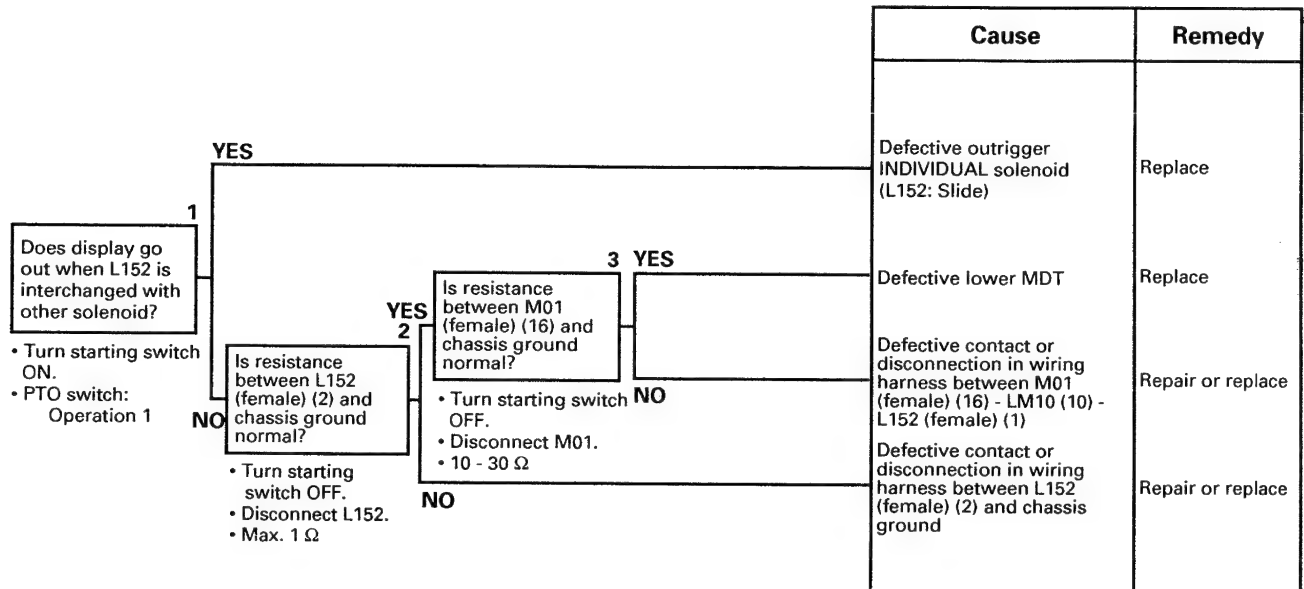 Cause
Remedy
YES
Defective outrigger
INDIVIDUAL solenoid
(L152: Slide)
Replace
1
Does display go
out when L152 is
interchanged with
other solenoid?
• Turn starting switch
ON.
• PTO switch:
Operation 1
NO
YES
2
Is resistance
between L152
(female) (2) and
chassis ground
normal?
• Turn starting
switch OFF.
• Disconnect L152.
• Max. 1 Ω
3 YES
Is resistance
between M01
(female) (16) and
chassis ground
normal?
• Turn starting switch
OFF.
• Disconnect M01.
• 10 - 30 Ω
NO
NO
Defective lower MDT
Replace
Defective contact or
disconnection in wiring
harness between M01
(female) (16) - LM10 (10) -
L152 (female) (1)
Repair or replace
Defective contact or
disconnection in wiring
harness between L152
(female) (2) and chassis
ground
Repair or replace